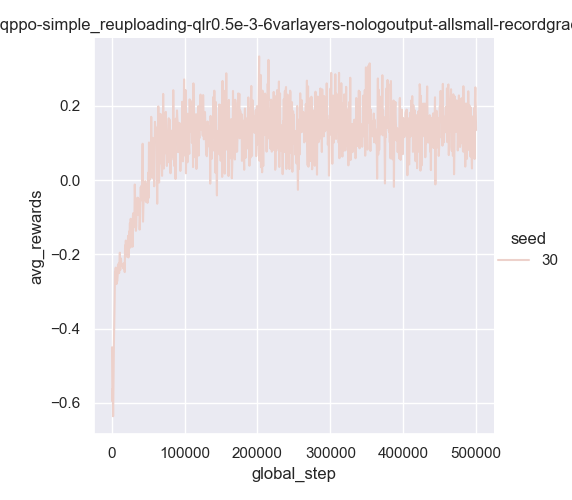 qppo-simple_reuploading-qlr0.5e-3-6varlayers-nologoutput-allsmall-recordgrad
avg_rewards
0.2
0.0
−0.2
−0.4
−0.6
0 100000 200000 300000 400000 500000
global_step
seed
30